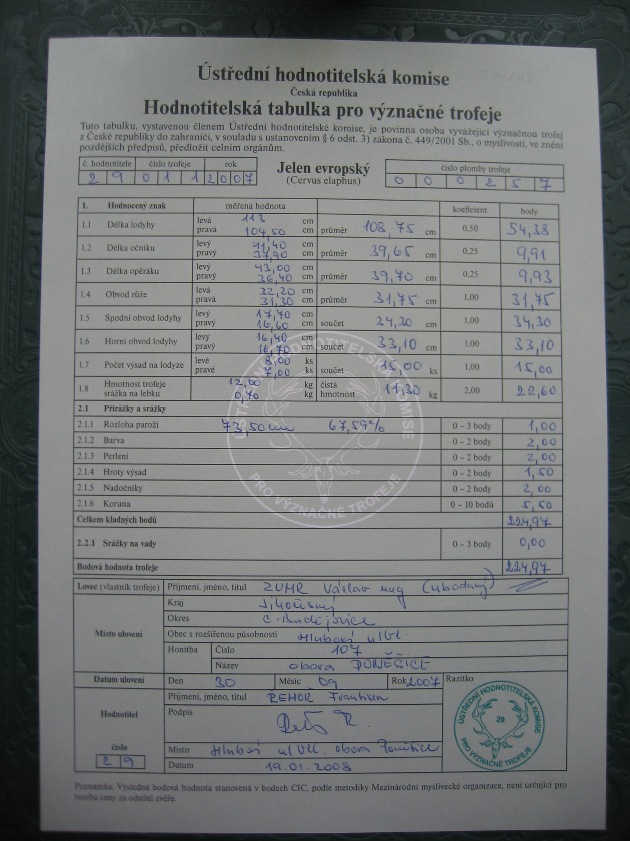 Ústřední hodnotitelská komise
Česká republika
Hodnotitelská tabulka pro význačné trofeje
Tuto tabulku, vystavenou členem Ústřední hodnotitelské komise, je povinna osoba vyvážející význačnou trofej
z České republiky do zahraničí, v souladu s ustanovením § 6 odst. 3) zákona č. 449/2001 Sb., o myslivosti, ve znění
pozdějších předpisů, předložit celním orgánům.
č. hodnotitele číslo trofeje rok
2 9 0 1 1 2007
Jelen evropský
(Cervus elaphus)
číslo plomby trofeje
0 0 0 0 2 5 7
1. Hodnocený znak měřená hodnota koeficient body
1.1 Délka lodyhy levá 113 cm pravá 104,50 cm průměr 108,75 cm 0,50 54,38
1.2 Délka očníku levý 41,40 cm pravý 37,90 cm průměr 39,65 cm 0,25 9,91
1.3 Délka opěráku levý 43,00 cm pravý 36,40 cm průměr 39,70 cm 0,25 9,93
1.4 Obvod růže levá 32,20 cm pravá 31,30 cm průměr 31,75 cm 1,00 31,75
1.5 Spodní obvod lodyhy levý 17,70 cm pravý 16,60 cm součet 34,30 cm 1,00 34,30
1.6 Horní obvod lodyhy levý 16,40 cm pravý 16,70 cm součet 33,10 cm 1,00 33,10
1.7 Počet výsad na lodyze levé 8,00 ks pravé 7,00 ks součet 15,00 ks 1,00 15,00
1.8 Hmotnost trofeje 12,00 kg srážka na lebku 0,70 kg čistá hmotnost 11,30 kg 2,00 22,60
2.1 Přirážky a srážky
2.1.1 Rozloha paroží 73,50 cm 67,59% 0 – 3 body 1,00
2.1.2 Barva 0 – 2 body 2,00
2.1.3 Perlení 0 – 2 body 2,00
2.1.4 Hroty výsad 0 – 2 body 1,50
2.1.5 Nadočníky 0 – 2 body 2,00
2.1.6 Koruna 0 – 10 bodů 5,50
Celkem kladných bodů 224,97
2.2.1 Srážky na vady 0 – 3 body 0,00
Bodová hodnota trofeje 224,97
Lovec (vlastník trofeje) Příjmení, jméno, titul ZUMR Václav
Místo ulovení
Kraj Jihočeský
Okres Č. Budějovice
Obec s rozšířenou působností Hluboká n/Vl.
Honitba Číslo 107
Název obora PONĚŠICE
Datum ulovení Den 30 Měsíc 09 Rok 2007 Razítko
Hodnotitel
Příjmení, jméno, titul ŘEHOŘ František
Podpis
číslo
2 9
Místo Hluboká n/Vlt. obora Poněšice
Datum 19.01.2008
ÚSTŘEDNÍ HODNOTITELSKÁ KOMISE
29
PRO VÝZNAČNÉ TROFEJE
Poznámka: Výsledná bodová hodnota stanovená v bodech CIC, podle metodiky Mezinárodní myslivecké organizace, není určující pro
tvorbu ceny za odstřel zvěře.